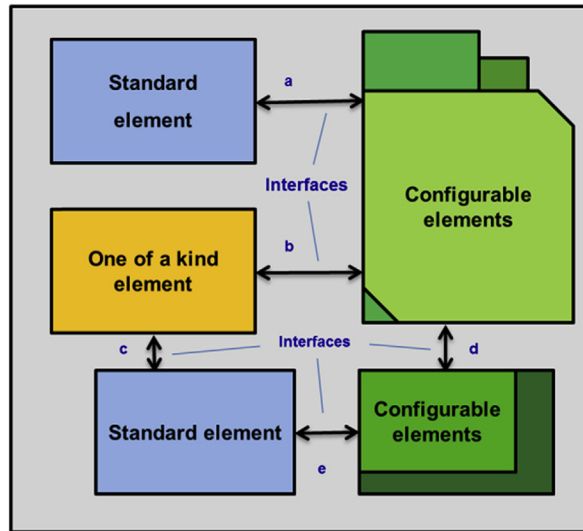 Standard
element
a
Interfaces
Configurable
elements
One of a kind
element
b
c
Interfaces
d
Standard element
e
Configurable
elements